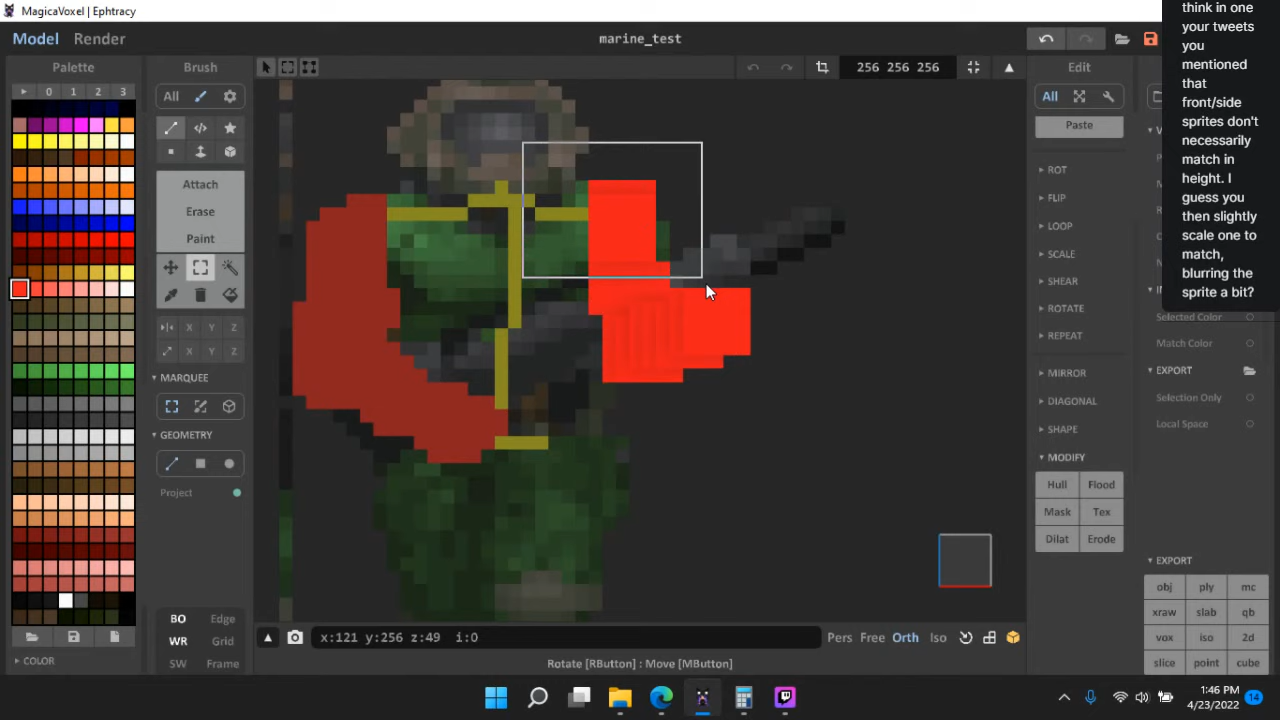 MagicaVoxel | Ephtracy
Model Render
marine_test
think in one
your tweets
you
mentioned
that
front/side
sprites don't
necessarily
match in
height. I
guess you
then slightly
scale one to
match,
blurring the
sprite a bit?
Palette
0 1 2 3
COLOR
Brush
All
Attach
Erase
Paint
X Y Z
X Y Z
MARQUEE
GEOMETRY
Project
BO Edge
WR Grid
SW Frame
256 256 256
x:121 y:256 z:49 i:0
Pers Free Orth Iso
Rotate [RButton] : Move [MButton]
Edit
All
Paste
ROT
FLIP
LOOP
SCALE
SHEAR
ROTATE
REPEAT
MIRROR
DIAGONAL
SHAPE
MODIFY
Hull Flood
Mask Tex
Dilat Erode
Selected Color
Match Color
EXPORT
Selection Only
Local Space
EXPORT
obj ply mc
xraw slab qb
vox iso 2d
slice point cube
1:46 PM
4/23/2022
14